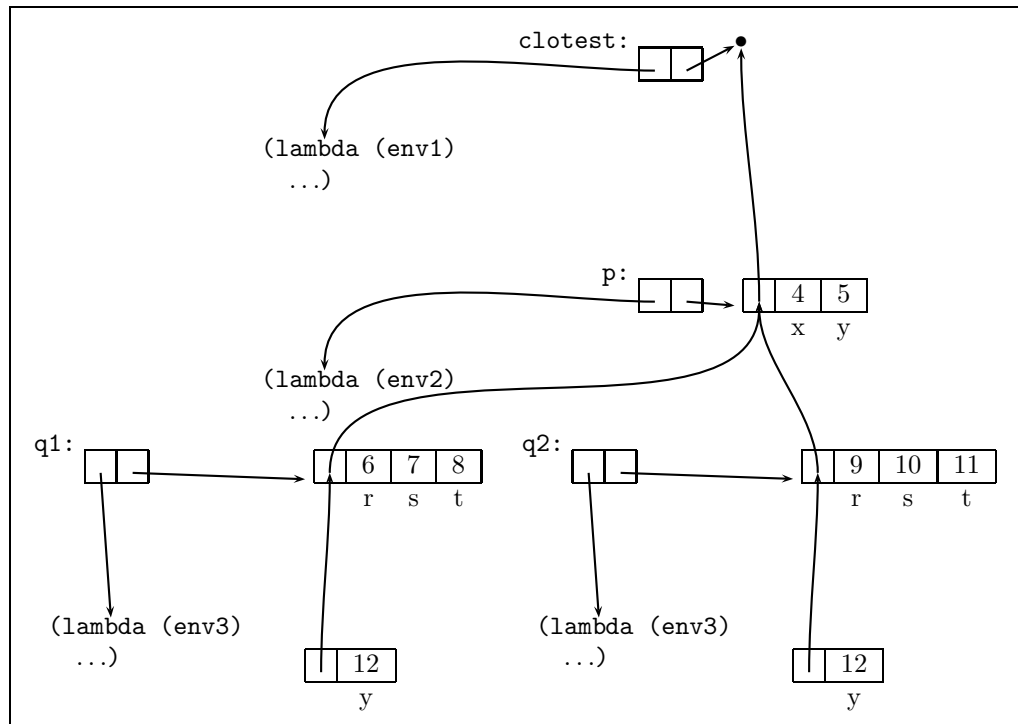 clotest:
(lambda (env1)
...)
p:
4 5
x y
(lambda (env2)
...)
q1:
6 7 8
r s t
q2:
9 10 11
r s t
(lambda (env3)
...)
12
y
(lambda (env3)
...)
12
y